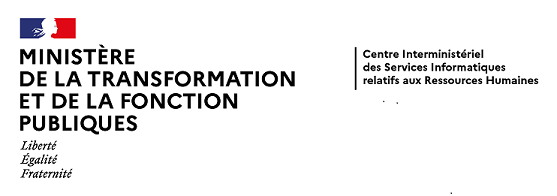 MINISTÈRE
DE LA TRANSFORMATION
ET DE LA FONCTION
PUBLIQUES
Liberté
Égalité
Fraternité
Centre Interministériel
des Services Informatiques
relatifs aux Ressources Humaines